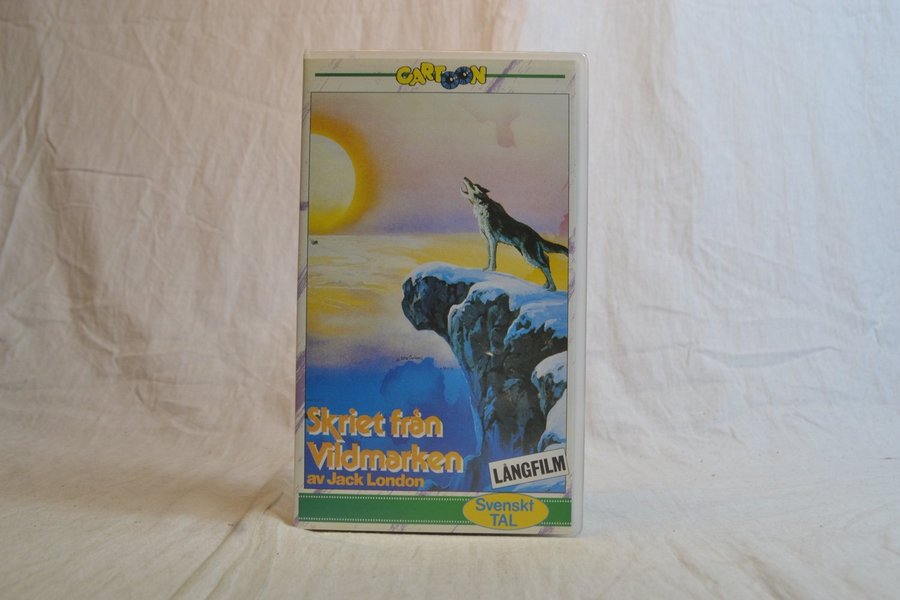 CARTOON
Skriet från
Vildmarken
av Jack London
LÅNGFILM
Svenskt
TAL